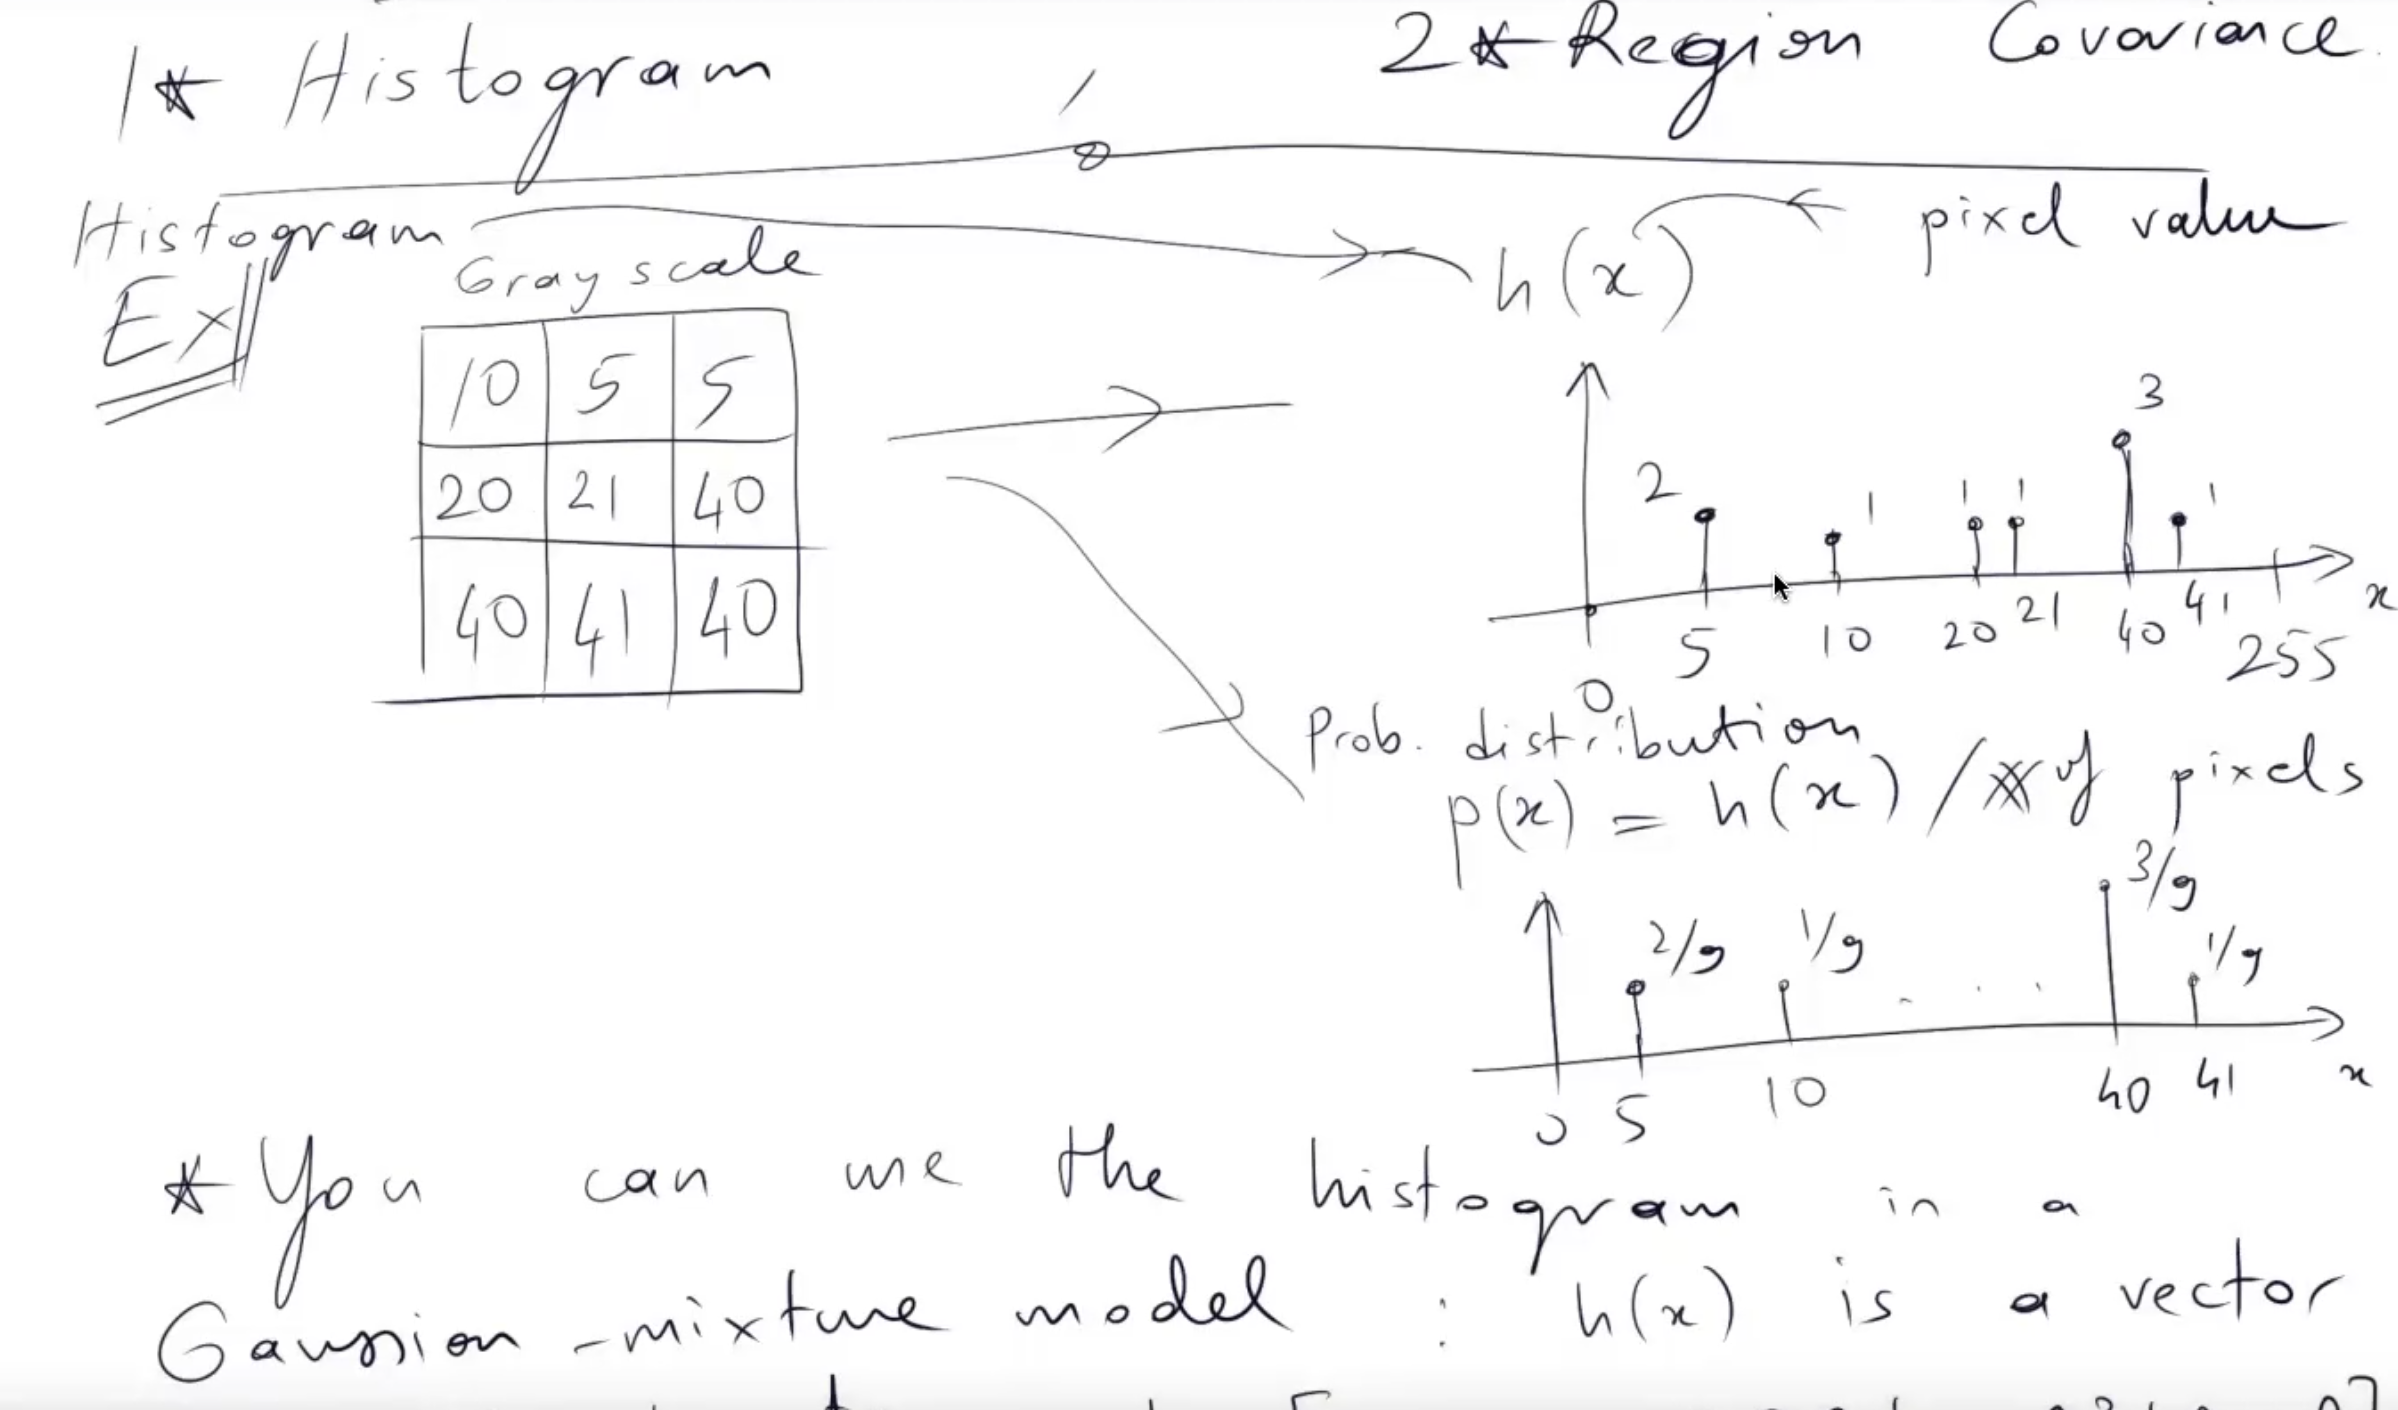 1* Histogram 2* Region Covariance
Histogram h(x) pixel value
Ex Gray scale
10 5 5
20 21 40
40 41 40
2 1 1 1 3 1
0 5 10 20 21 40 41 255 x
Prob. distribution
p(x) = h(x) / # of pixels
2/9 1/9 . . . 3/9 1/9
0 5 10 40 41 x
* You can use the histogram in a
Gaussian-mixture model : h(x) is a vector